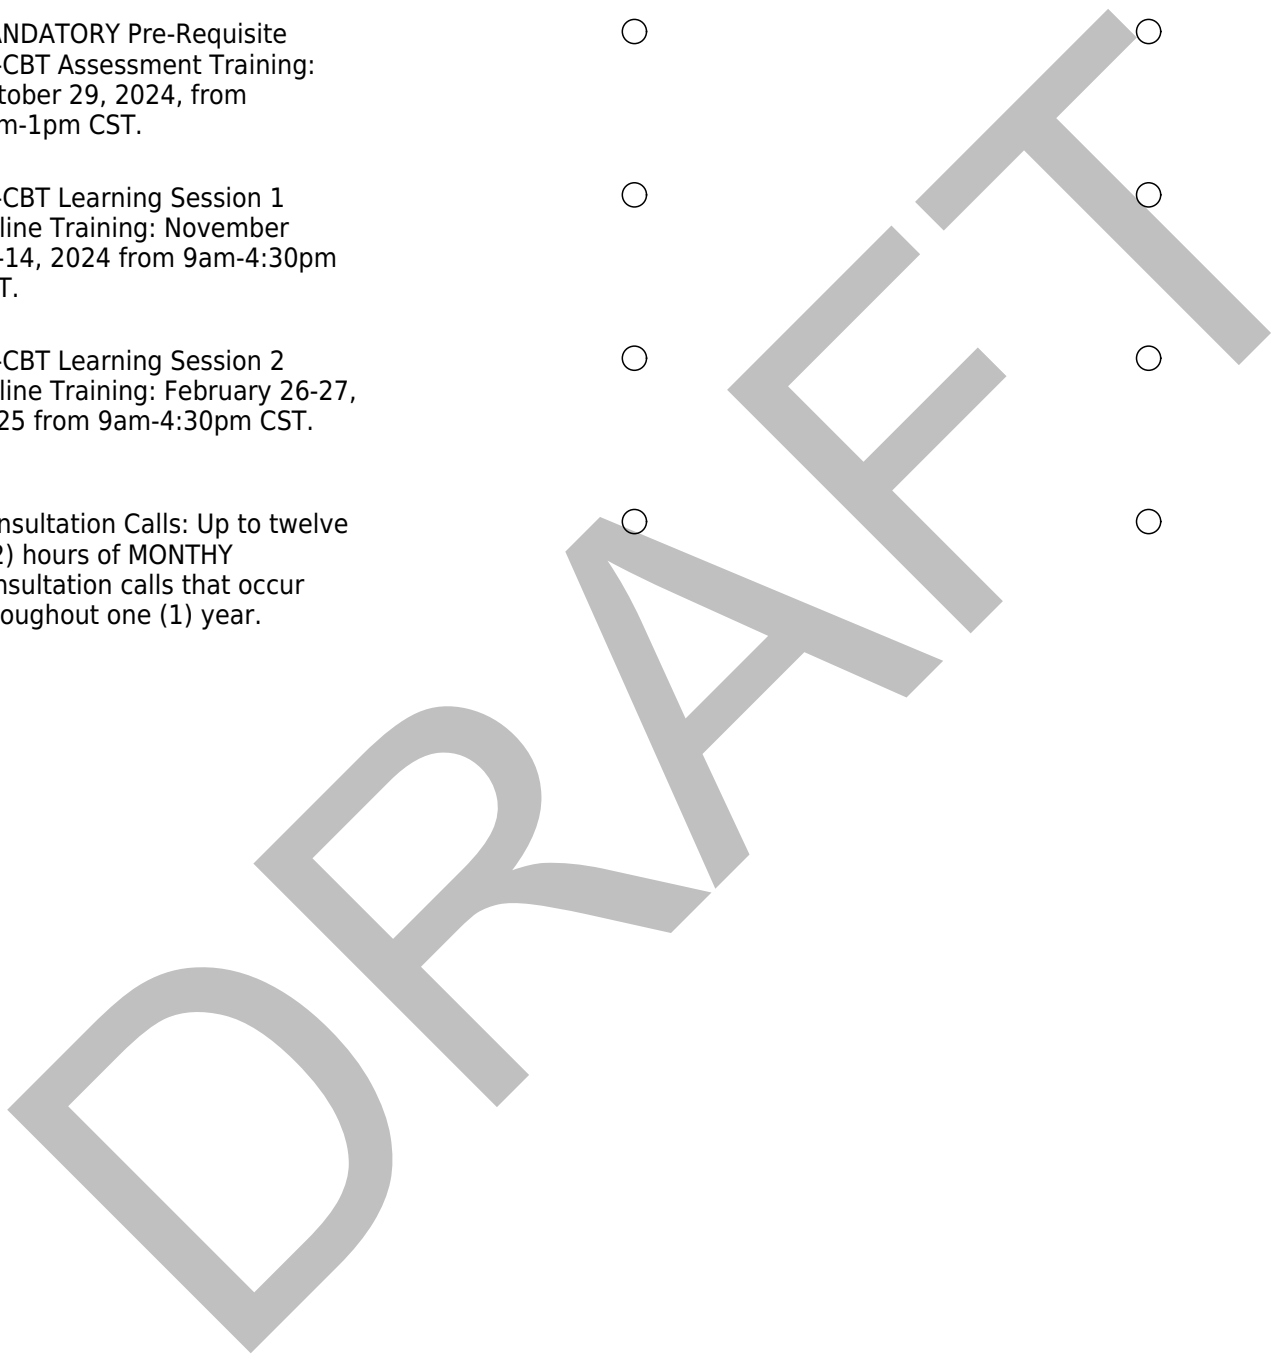 ANDATORY Pre-Requisite
-CBT Assessment Training:
tober 29, 2024, from
m-1pm CST.
-CBT Learning Session 1
line Training: November
-14, 2024 from 9am-4:30pm
T.
-CBT Learning Session 2
line Training: February 26-27,
25 from 9am-4:30pm CST.
nsultation Calls: Up to twelve
2) hours of MONTHY
nsultation calls that occur
oughout one (1) year.
DRAFT